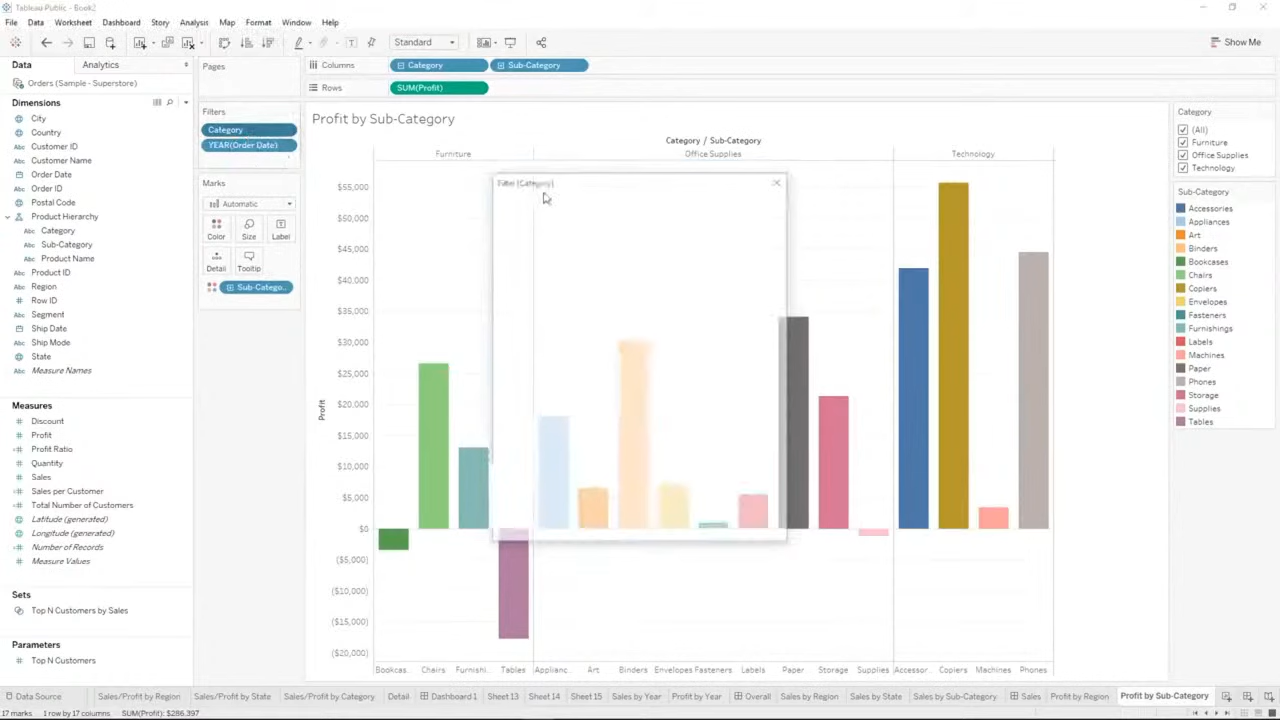 Tableau Public - Book2
File Data Worksheet Dashboard Story Analysis Map Format Window Help
Standard
Show Me
Data Analytics
Orders (Sample - Superstore)
Dimensions
City
Country
Customer ID
Customer Name
Order Date
Order ID
Postal Code
Product Hierarchy
Category
Sub-Category
Product Name
Product ID
Region
Row ID
Segment
Ship Date
Ship Mode
State
Measure Names
Measures
Discount
Profit
Profit Ratio
Quantity
Sales
Sales per Customer
Total Number of Customers
Latitude (generated)
Longitude (generated)
Number of Records
Measure Values
Sets
Top N Customers by Sales
Parameters
Top N Customers
Pages
Filters
Category
YEAR(Order Date)
Marks
Automatic
Color Size Label
Detail Tooltip
Sub-Catego..
Columns Category Sub-Category
Rows SUM(Profit)
Profit by Sub-Category
Category / Sub-Category
Furniture Office Supplies Technology
Filter [Category]
Profit
$55,000
$50,000
$45,000
$40,000
$35,000
$30,000
$25,000
$20,000
$15,000
$10,000
$5,000
$0
($5,000)
($10,000)
($15,000)
($20,000)
Bookcas.. Chairs Furnishi.. Tables Applianc.. Art Binders Envelopes Fasteners Labels Paper Storage Supplies Accessor.. Copiers Machines Phones
Category
(All)
Furniture
Office Supplies
Technology
Sub-Category
Accessories
Appliances
Art
Binders
Bookcases
Chairs
Copiers
Envelopes
Fasteners
Furnishings
Labels
Machines
Paper
Phones
Storage
Supplies
Tables
Data Source Sales/Profit by Region Sales/Profit by State Sales/Profit by Category Detail Dashboard 1 Sheet 13 Sheet 14 Sheet 15 Sales by Year Profit by Year Overall Sales by Region Sales by State Sales by Sub-Category Sales Profit by Region Profit by Sub-Category
17 marks 1 row by 17 columns SUM(Profit): $286,397